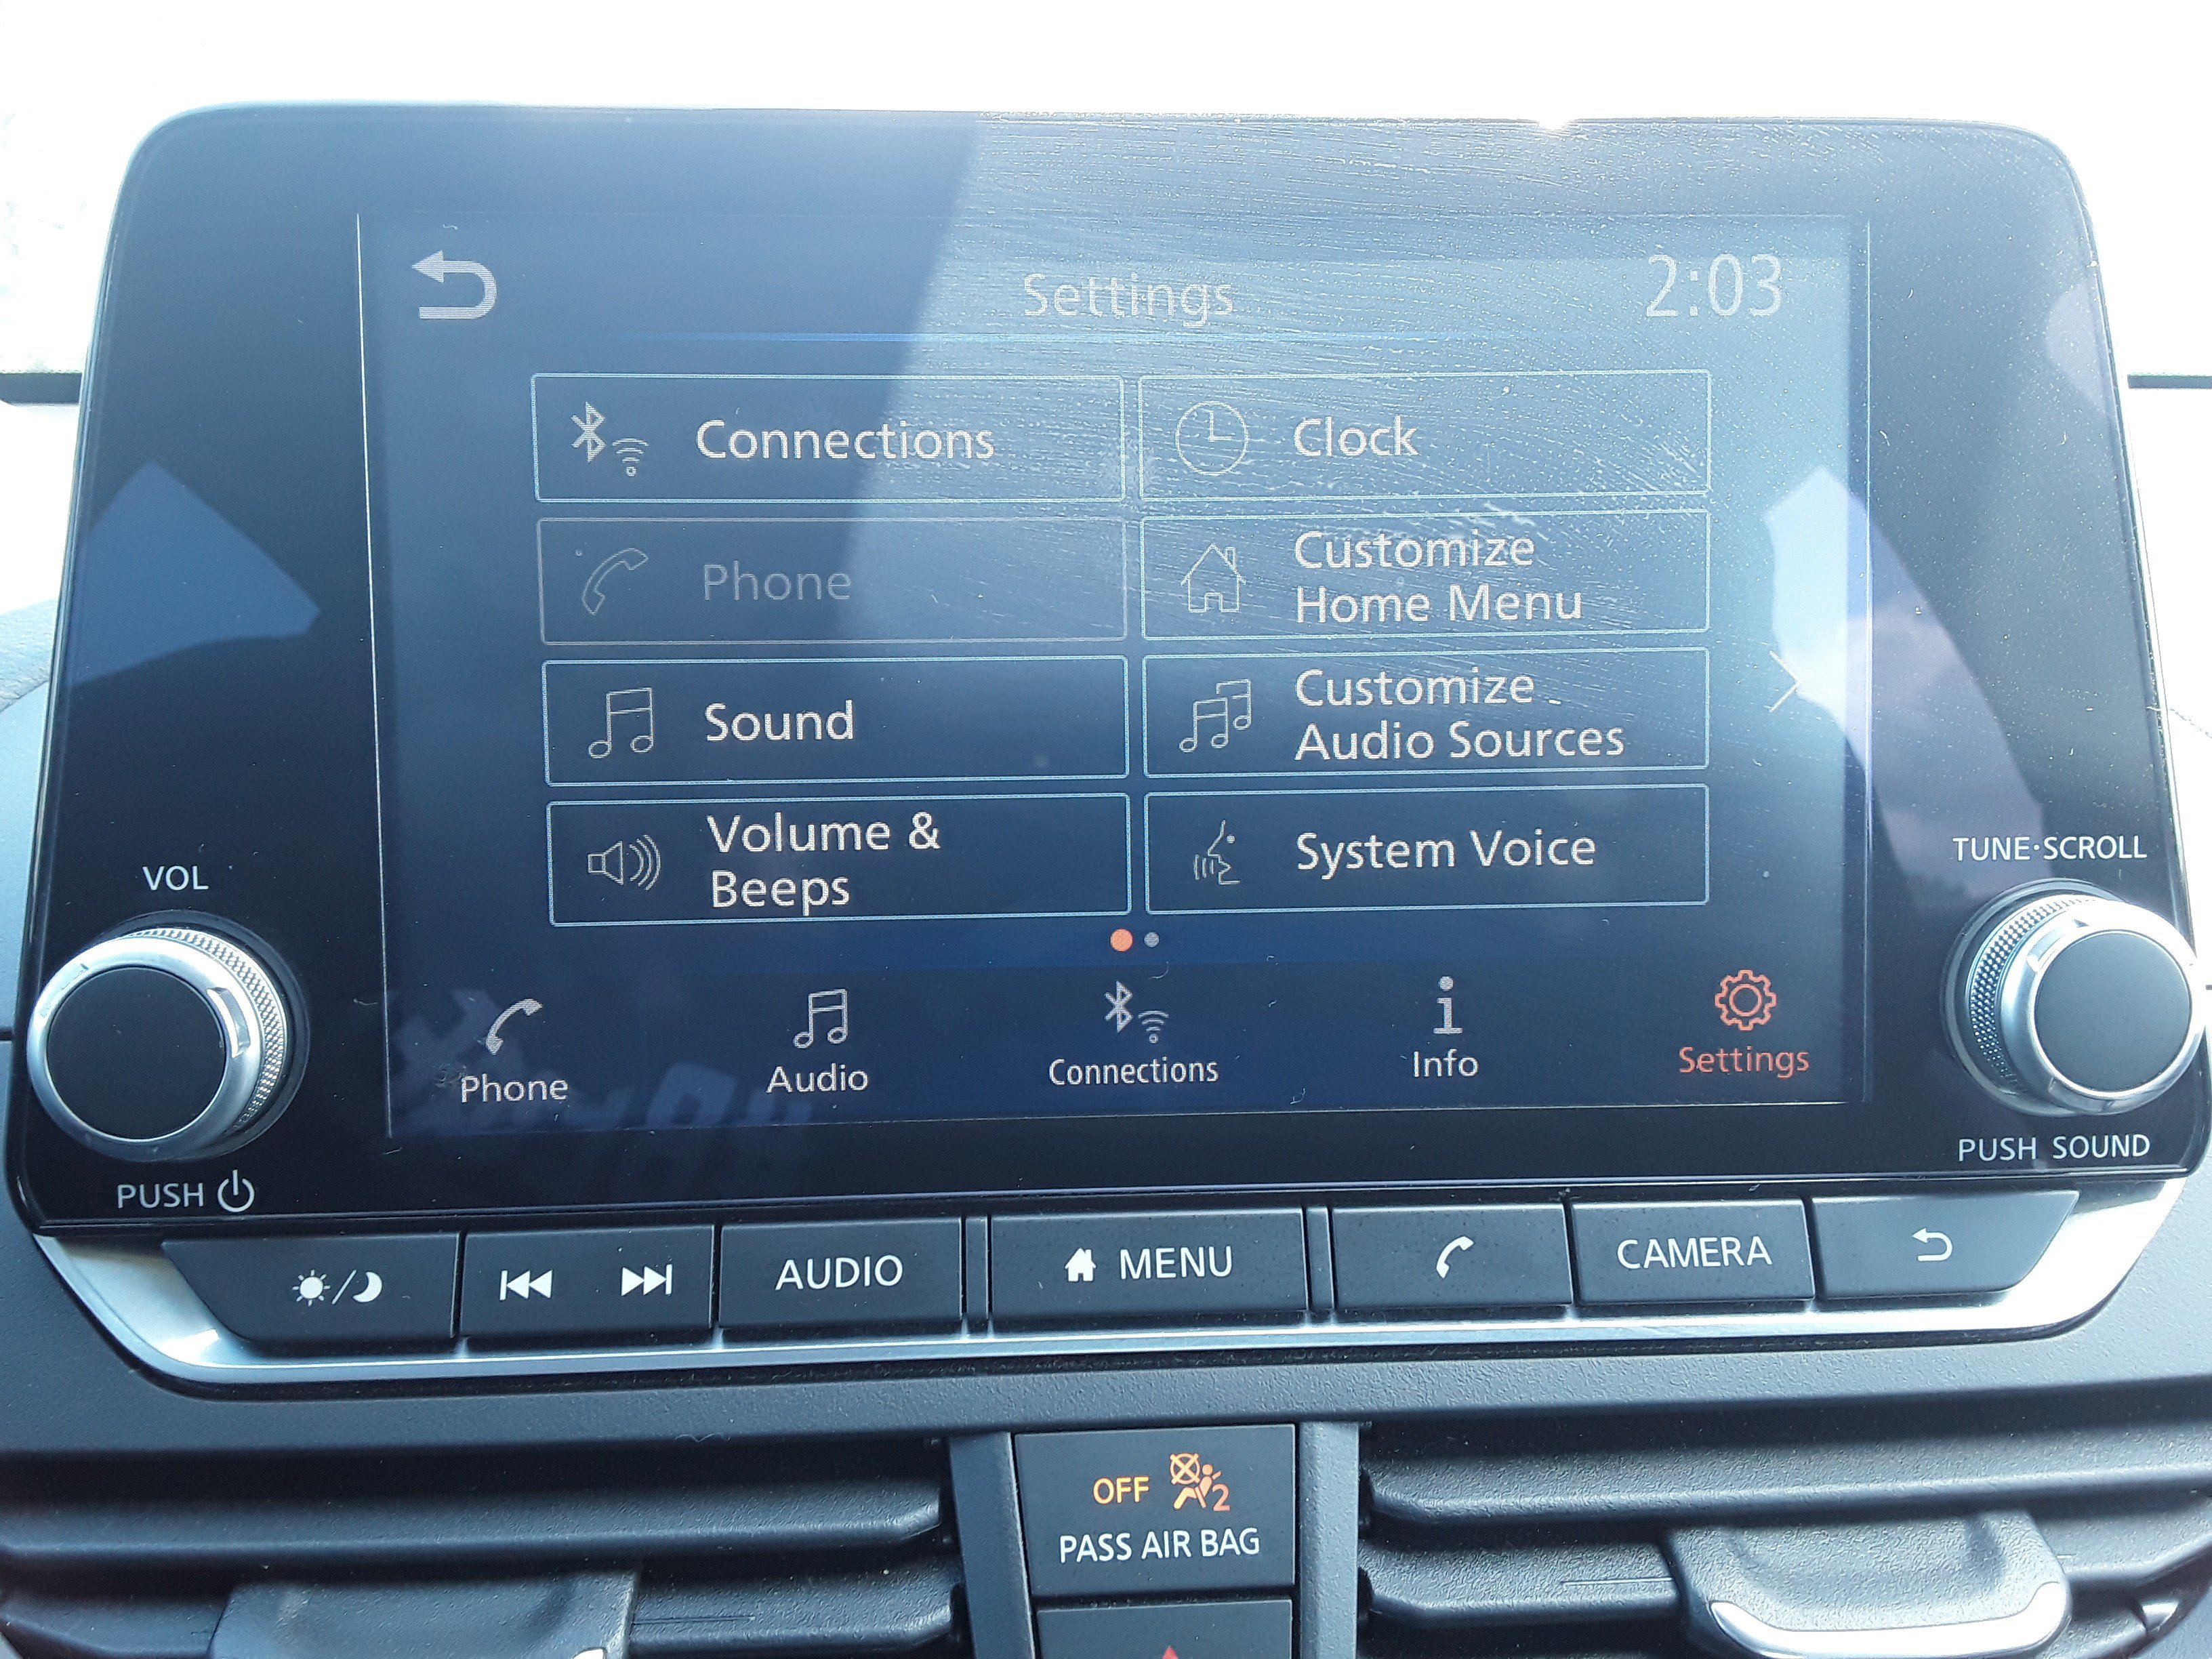 Settings
2:03
Connections
Clock
Phone
Customize
Home Menu
Sound
Customize
Audio Sources
Volume &
Beeps
System Voice
Phone
Audio
Connections
Info
Settings
VOL
PUSH
TUNE·SCROLL
PUSH SOUND
AUDIO
MENU
CAMERA
OFF 2
PASS AIR BAG